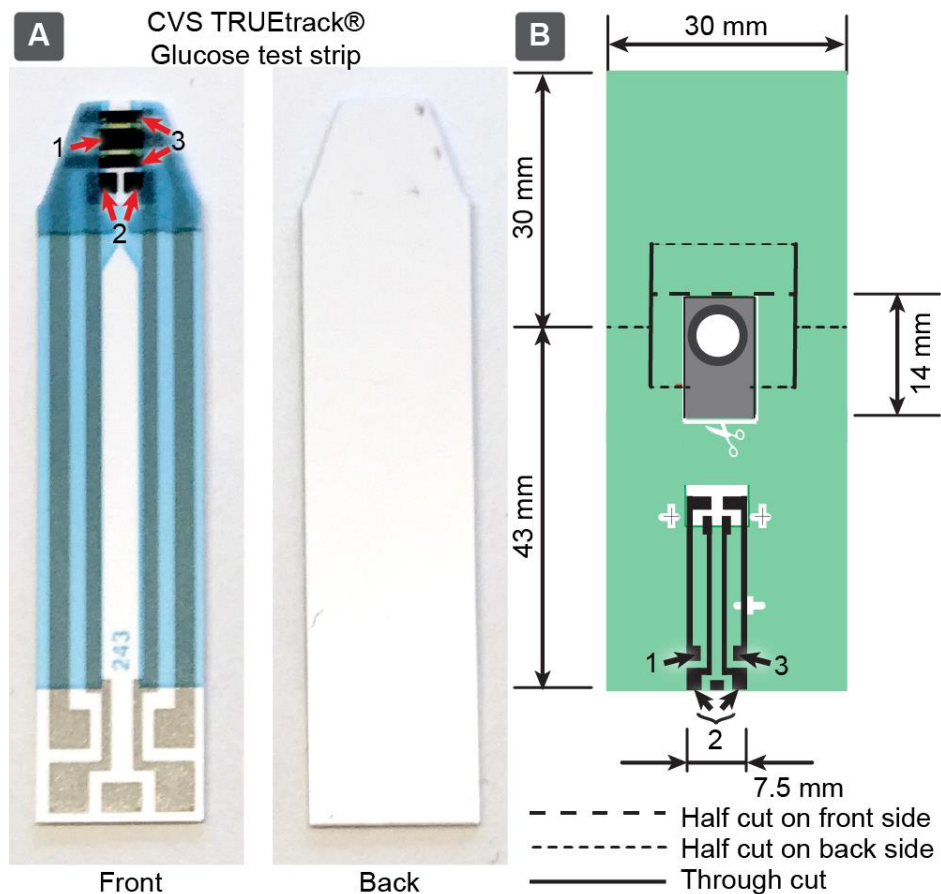 A
CVS TRUEtrack®
Glucose test strip
1
3
2
243
Front
Back
B
30 mm
30 mm
43 mm
14 mm
1
3
2
7.5 mm
Half cut on front side
Half cut on back side
Through cut